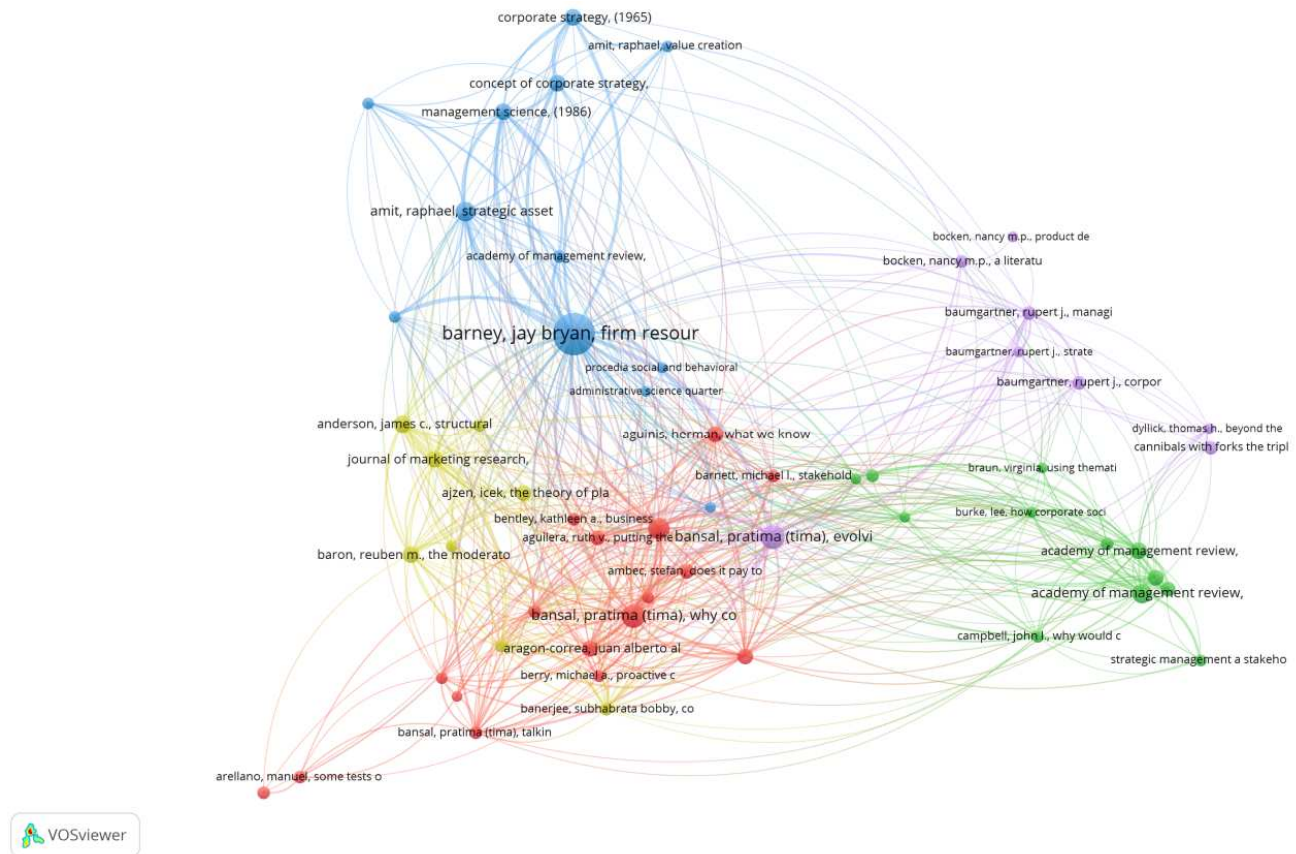 corporate strategy, (1965)
amit, raphael, value creation
concept of corporate strategy,
management science, (1986)
amit, raphael, strategic asset
bocken, nancy m.p., product de
academy of management review,
bocken, nancy m.p., a literatu
baumgartner, rupert j., managi
barney, jay bryan, firm resour
baumgartner, rupert j., strate
procedia social and behavioral
baumgartner, rupert j., corpor
administrative science quarter
anderson, james c., structural
dyllick, thomas h., beyond the
aguinis, herman, what we know
cannibals with forks the tripl
journal of marketing research,
braun, virginia, using themati
barnett, michael l., stakehold
ajzen, icek, the theory of pla
burke, lee, how corporate soci
bentley, kathleen a., business
bansal, pratima (tima), evolvi
aguilera, ruth v., putting the
academy of management review,
baron, reuben m., the moderato
ambec, stefan, does it pay to
academy of management review,
bansal, pratima (tima), why co
campbell, john l., why would c
aragon-correa, juan alberto al
strategic management a stakeho
berry, michael a., proactive c
banerjee, subhabrata bobby, co
bansal, pratima (tima), talkin
arellano, manuel, some tests o
VOSviewer